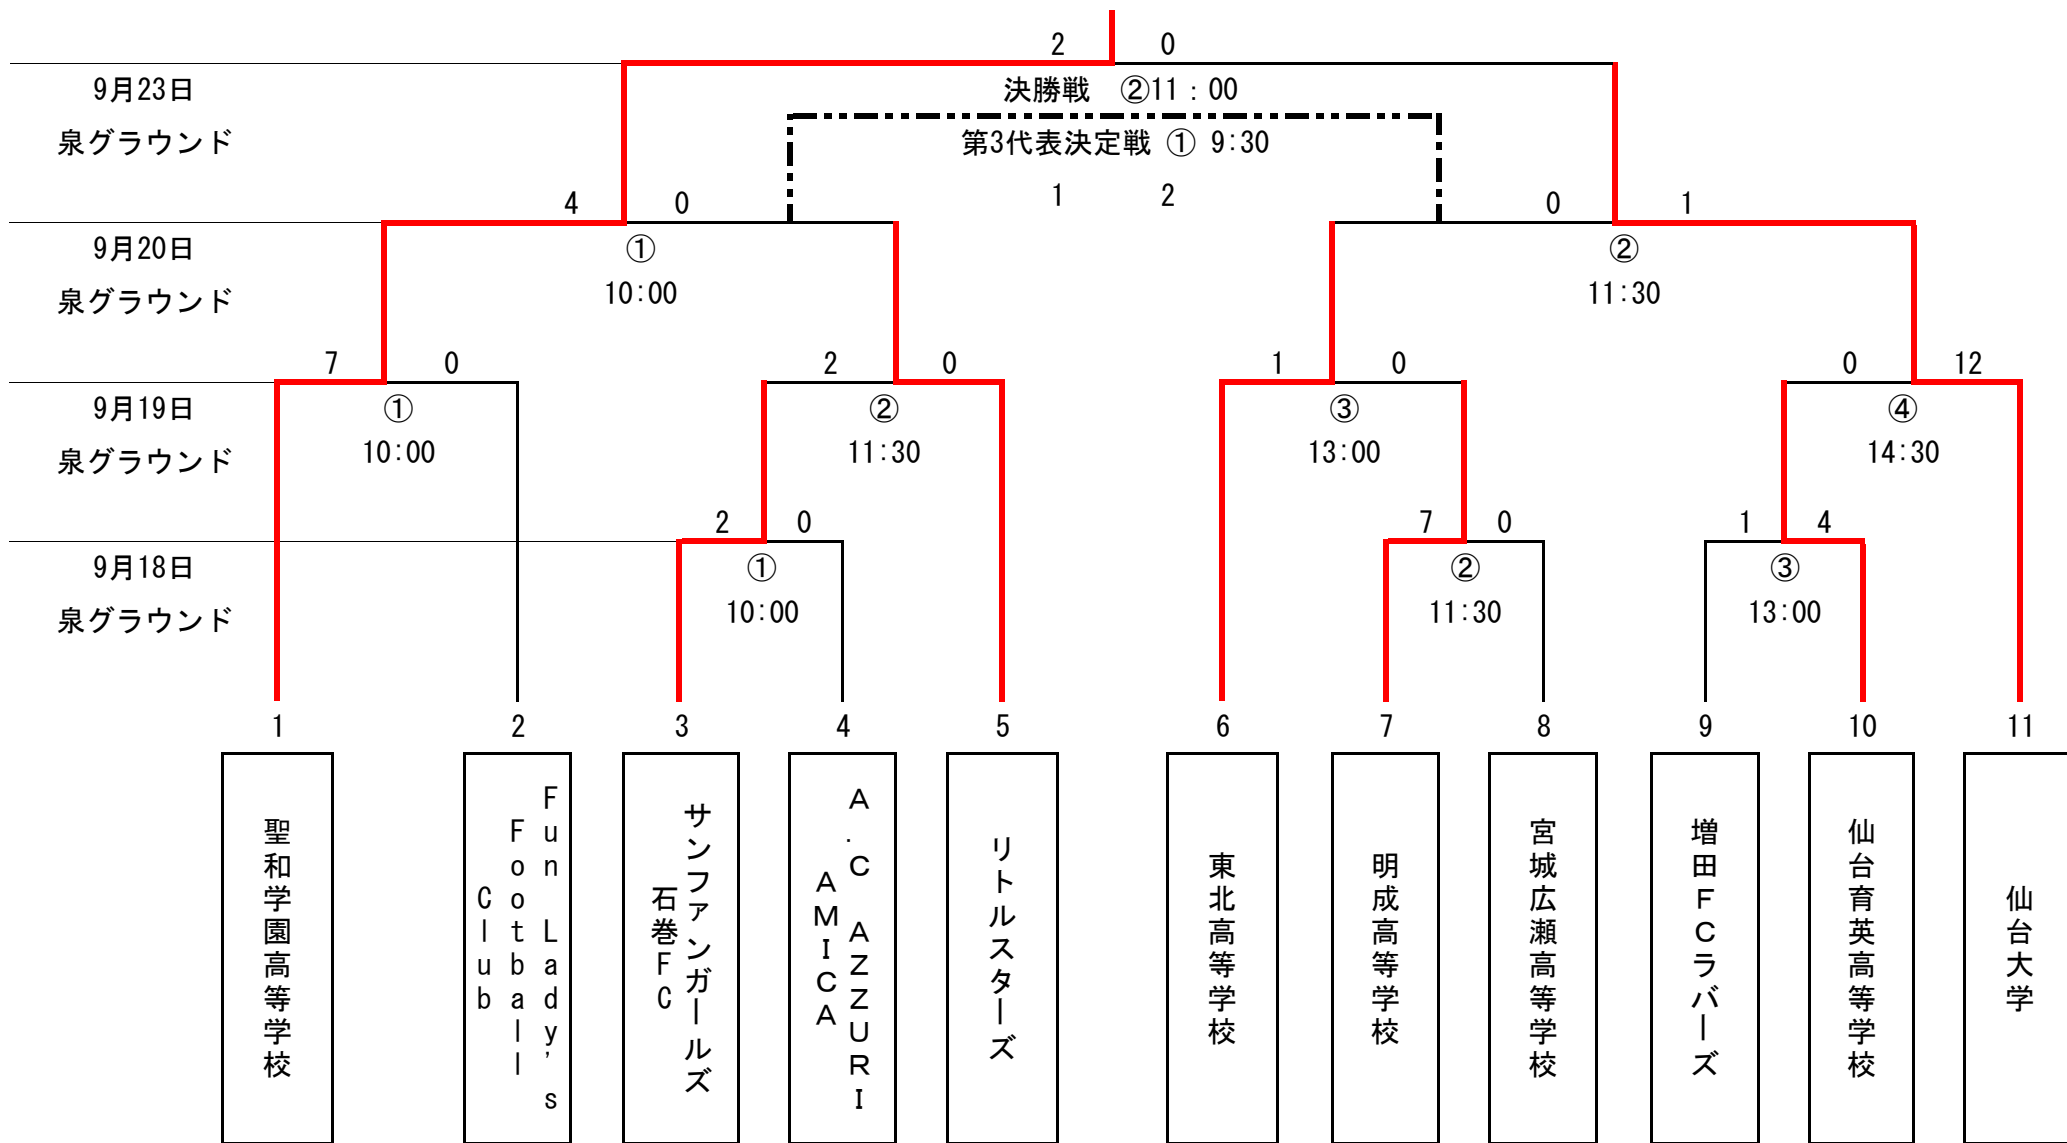 2 0
9月23日
決勝戦 ②11:00
泉グラウンド
第3代表決定戦 ① 9:30
1 2
4 0
0 1
9月20日
①
②
泉グラウンド
10:00
11:30
7 0
2 0
1 0
0 12
9月19日
①
②
③
④
泉グラウンド
10:00
11:30
13:00
14:30
2 0
7 0
1 4
9月18日
①
②
③
泉グラウンド
10:00
11:30
13:00
1 2 3 4 5 6 7 8 9 10 11
聖和学園高等学校
Fun Lady's
Football
Club
サンファンガールズ
石巻FC
A.C AZZURI
AMICA
リトルスターズ
東北高等学校
明成高等学校
宮城広瀬高等学校
増田FCラバーズ
仙台育英高等学校
仙台大学